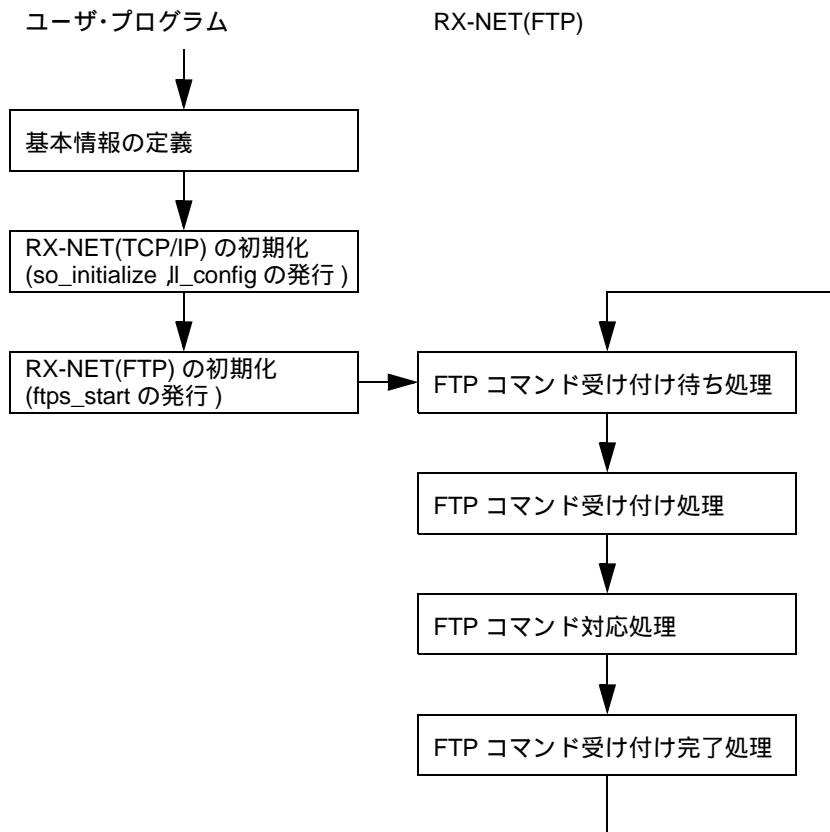 ユーザ･プログラム
RX-NET(FTP)
基本情報の定義
RX-NET(TCP/IP) の初期化
(so_initialize ,ll_config の発行 )
RX-NET(FTP) の初期化
(ftps_start の発行 )
FTP コマンド受け付け待ち処理
FTP コマンド受け付け処理
FTP コマンド対応処理
FTP コマンド受け付け完了処理